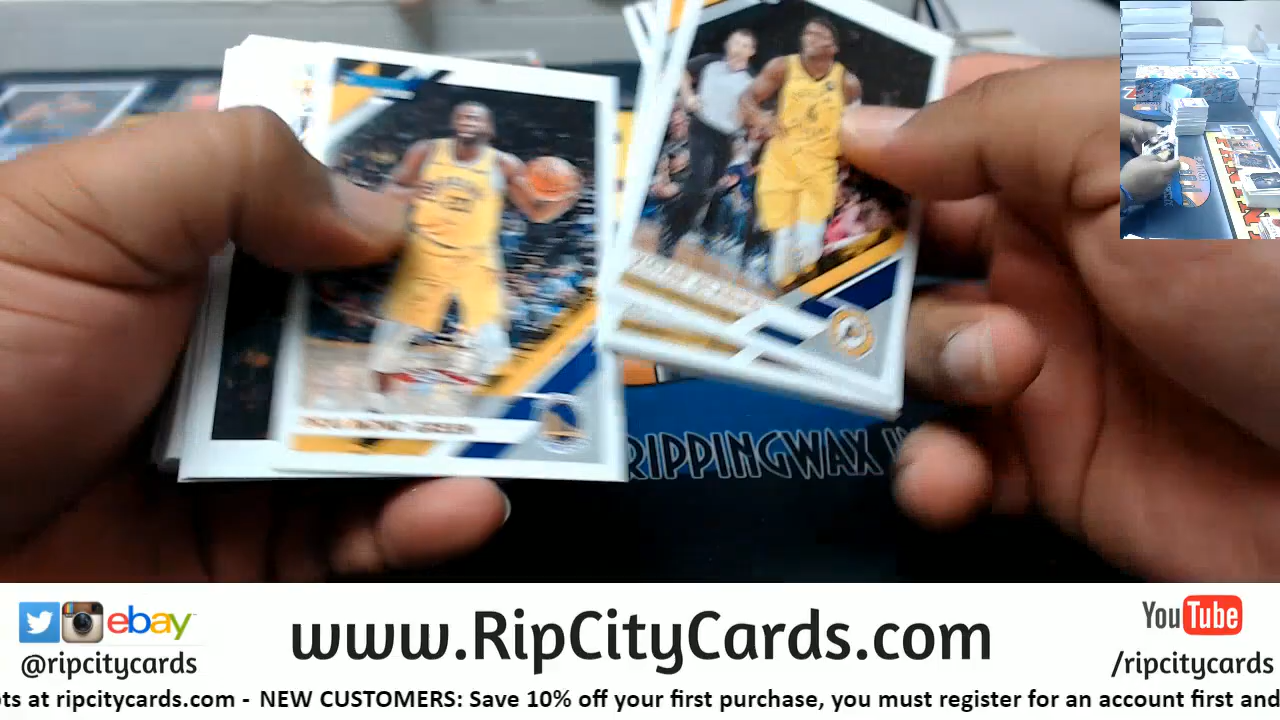 RIPPINGWAX
ebay
@ripcitycards
www.RipCityCards.com
YouTube
/ripcitycards
ots at ripcitycards.com - NEW CUSTOMERS: Save 10% off your first purchase, you must register for an account first and